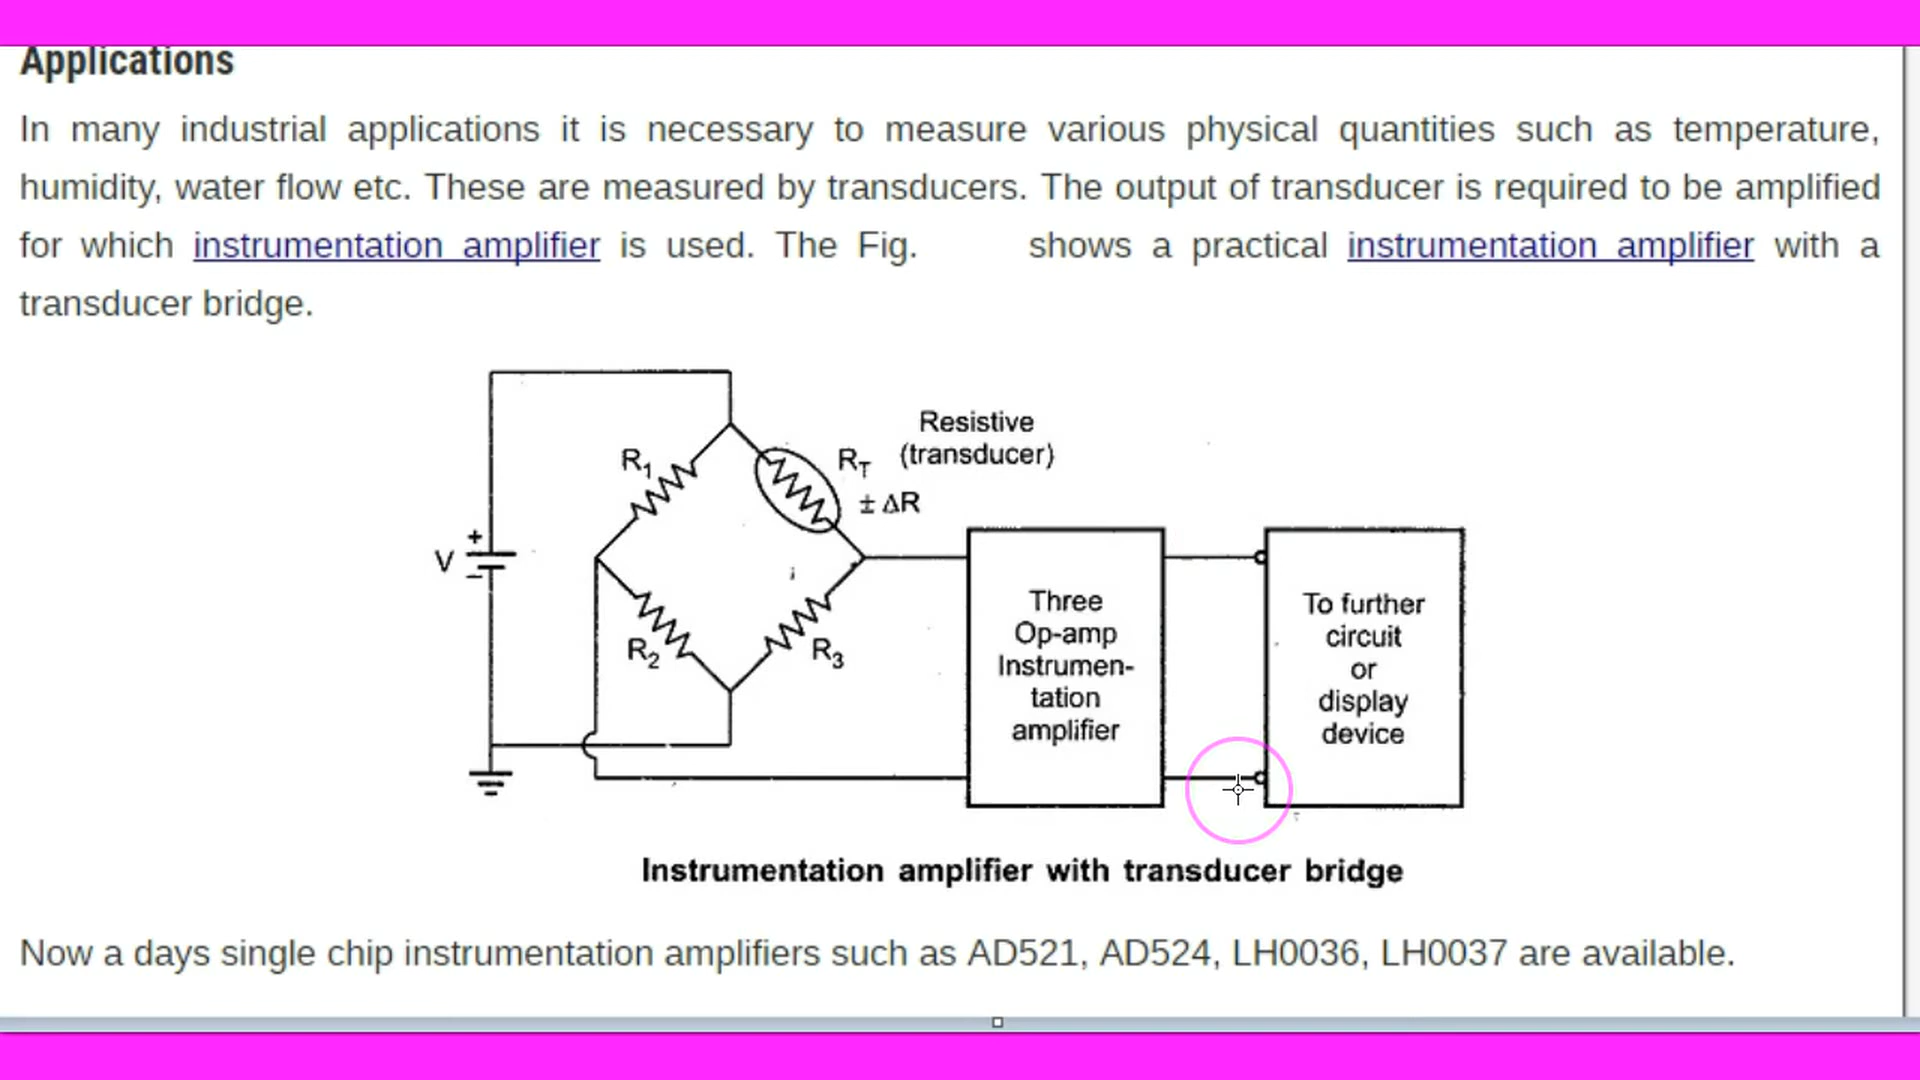 Applications
In many industrial applications it is necessary to measure various physical quantities such as temperature,
humidity, water flow etc. These are measured by transducers. The output of transducer is required to be amplified
for which instrumentation amplifier is used. The Fig. shows a practical instrumentation amplifier with a
transducer bridge.
Resistive
(transducer)
R1
RT
± ΔR
+
V
−
R2
R3
Three
Op-amp
Instrumen-
tation
amplifier
To further
circuit
or
display
device
Instrumentation amplifier with transducer bridge
Now a days single chip instrumentation amplifiers such as AD521, AD524, LH0036, LH0037 are available.